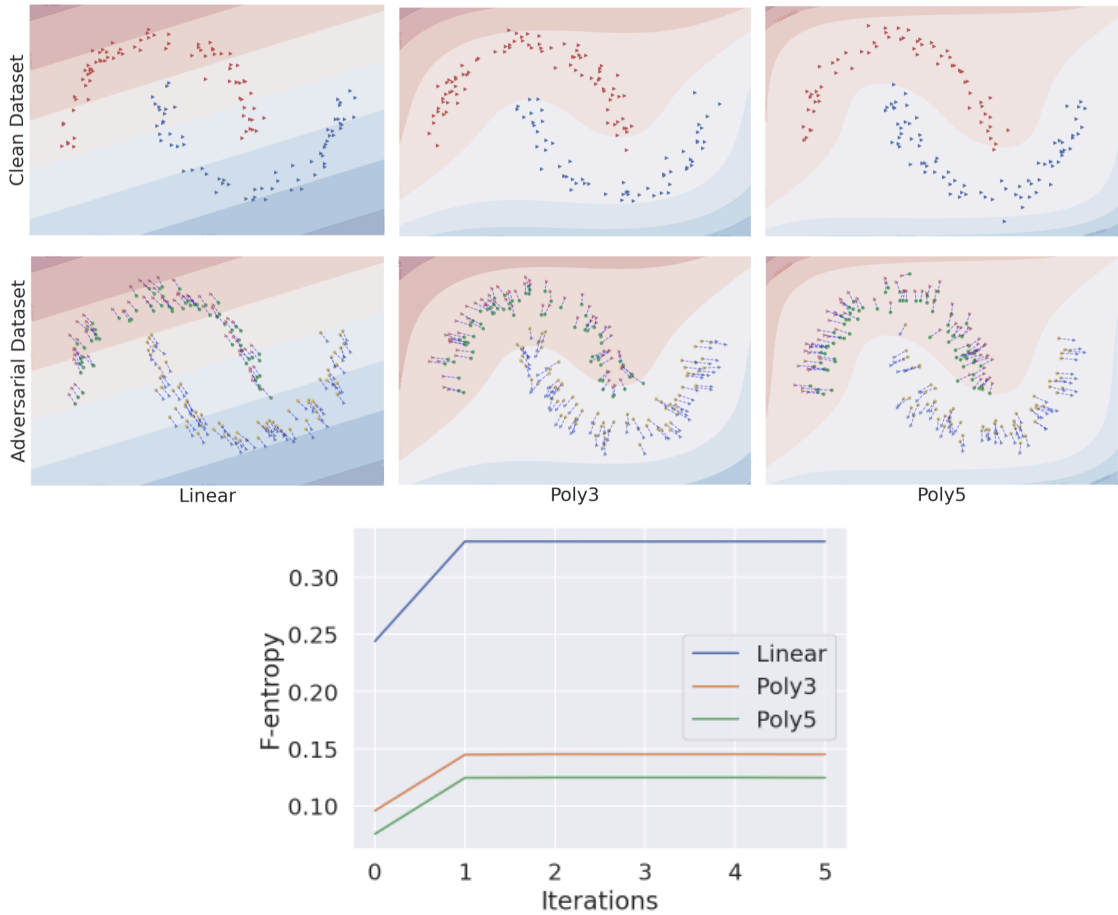 Clean Dataset
Adversarial Dataset
Linear
Poly3
Poly5
F-entropy
0.30
0.25
0.20
0.15
0.10
Linear
Poly3
Poly5
0 1 2 3 4 5
Iterations